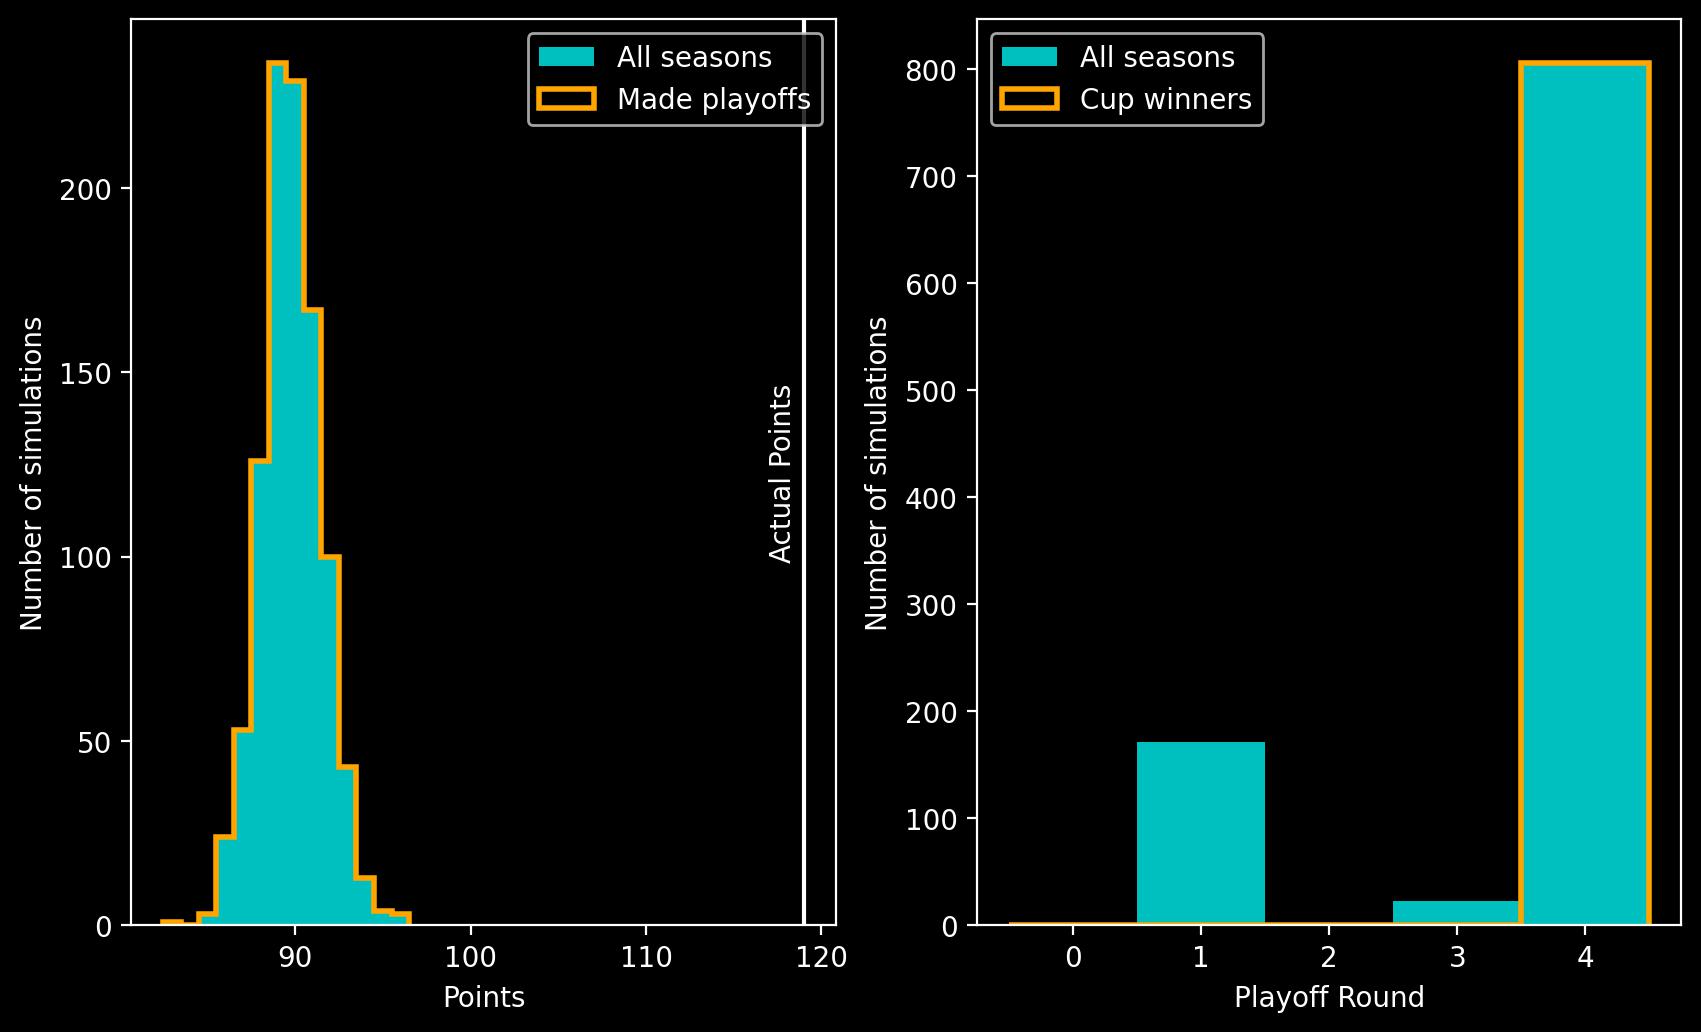 All seasons
Made playoffs
Number of simulations
200
150
100
50
0
Actual Points
90
100
110
120
Points
All seasons
Cup winners
Number of simulations
800
700
600
500
400
300
200
100
0
0
1
2
3
4
Playoff Round